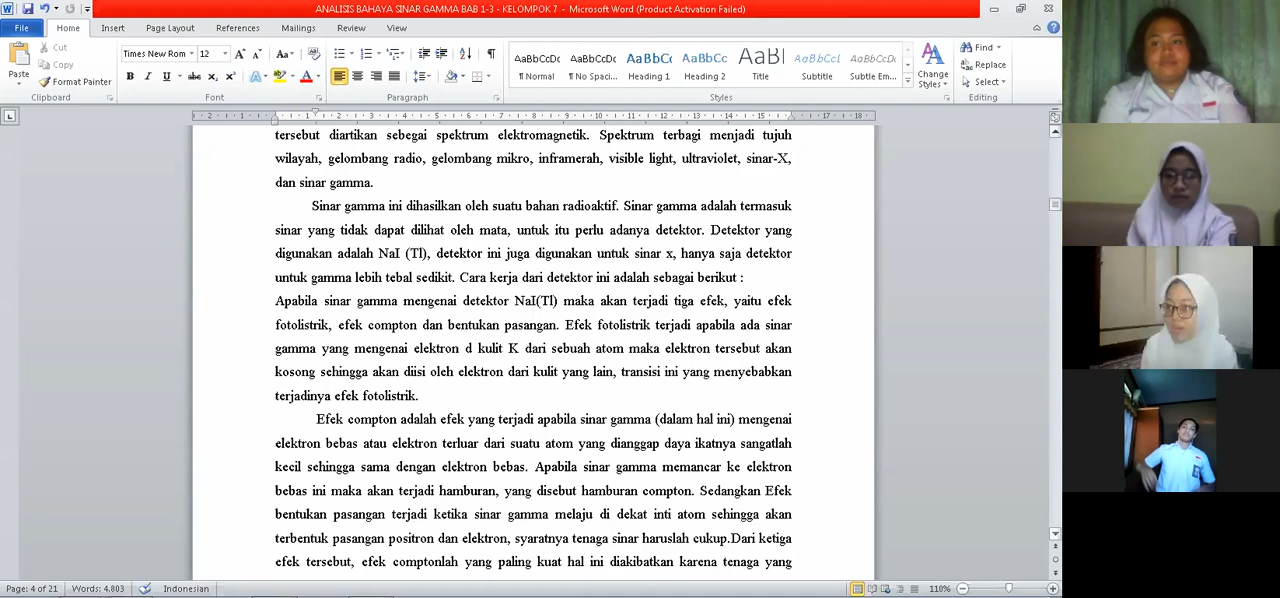 ANALISIS BAHAYA SINAR GAMMA BAB 1-3 - KELOMPOK 7 - Microsoft Word (Product Activation Failed)
File Home Insert Page Layout References Mailings Review View
Cut
Copy
Format Painter
Paste
Clipboard
Times New Rom 12
Font
Paragraph
AaBbCcDc AaBbCcDc AaBbC AaBbCc AaBl AaBbCcl AaBbCcDc
¶ Normal ¶ No Spaci... Heading 1 Heading 2 Title Subtitle Subtle Em...
Change Styles
Styles
Find
Replace
Select
Editing
tersebut diartikan sebegai spektrum elektromagnetik. Spektrum terbagi menjadi tujuh
wilayah, gelombang radio, gelombang mikro, inframerah, visible light, ultraviolet, sinar-X,
dan sinar gamma.
Sinar gamma ini dihasilkan oleh suatu bahan radioaktif. Sinar gamma adalah termasuk
sinar yang tidak dapat dilihat oleh mata, untuk itu perlu adanya detektor. Detektor yang
digunakan adalah NaI (Tl), detektor ini juga digunakan untuk sinar x, hanya saja detektor
untuk gamma lebih tebal sedikit. Cara kerja dari detektor ini adalah sebagai berikut :
Apabila sinar gamma mengenai detektor NaI(Tl) maka akan terjadi tiga efek, yaitu efek
fotolistrik, efek compton dan bentukan pasangan. Efek fotolistrik terjadi apabila ada sinar
gamma yang mengenai elektron d kulit K dari sebuah atom maka elektron tersebut akan
kosong sehingga akan diisi oleh elektron dari kulit yang lain, transisi ini yang menyebabkan
terjadinya efek fotolistrik.
Efek compton adalah efek yang terjadi apabila sinar gamma (dalam hal ini) mengenai
elektron bebas atau elektron terluar dari suatu atom yang dianggap daya ikatnya sangatlah
kecil sehingga sama dengan elektron bebas. Apabila sinar gamma memancar ke elektron
bebas ini maka akan terjadi hamburan, yang disebut hamburan compton. Sedangkan Efek
bentukan pasangan terjadi ketika sinar gamma melaju di dekat inti atom sehingga akan
terbentuk pasangan positron dan elektron, syaratnya tenaga sinar haruslah cukup.Dari ketiga
efek tersebut, efek comptonlah yang paling kuat hal ini diakibatkan karena tenaga yang
Page: 4 of 21 Words: 4.803 Indonesian 110%